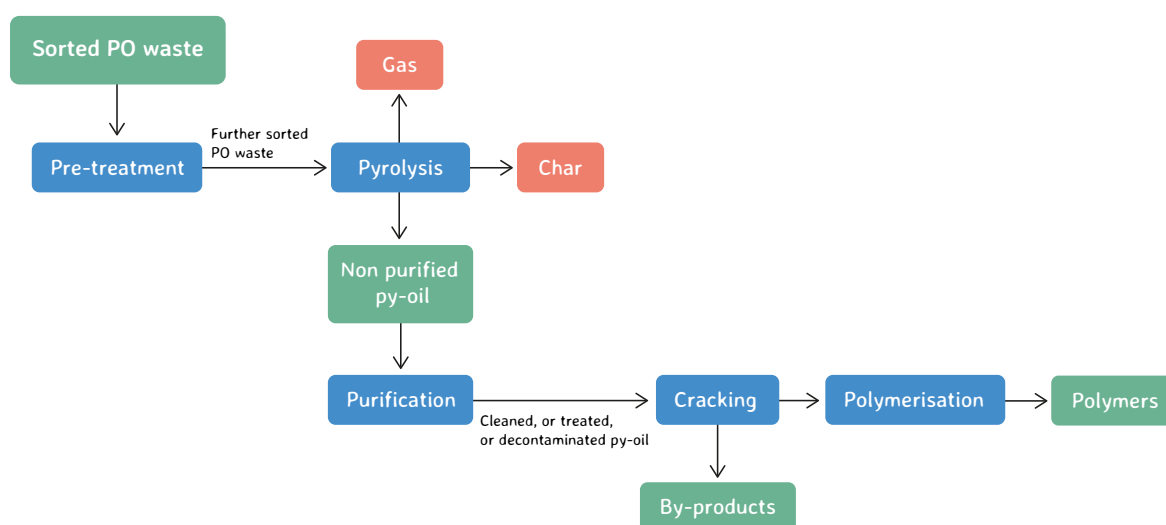 Sorted PO waste
Gas
Further sorted
PO waste
Pre-treatment
Pyrolysis
Char
Non purified
py-oil
Purification
Cleaned, or treated,
or decontaminated py-oil
Cracking
Polymerisation
Polymers
By-products